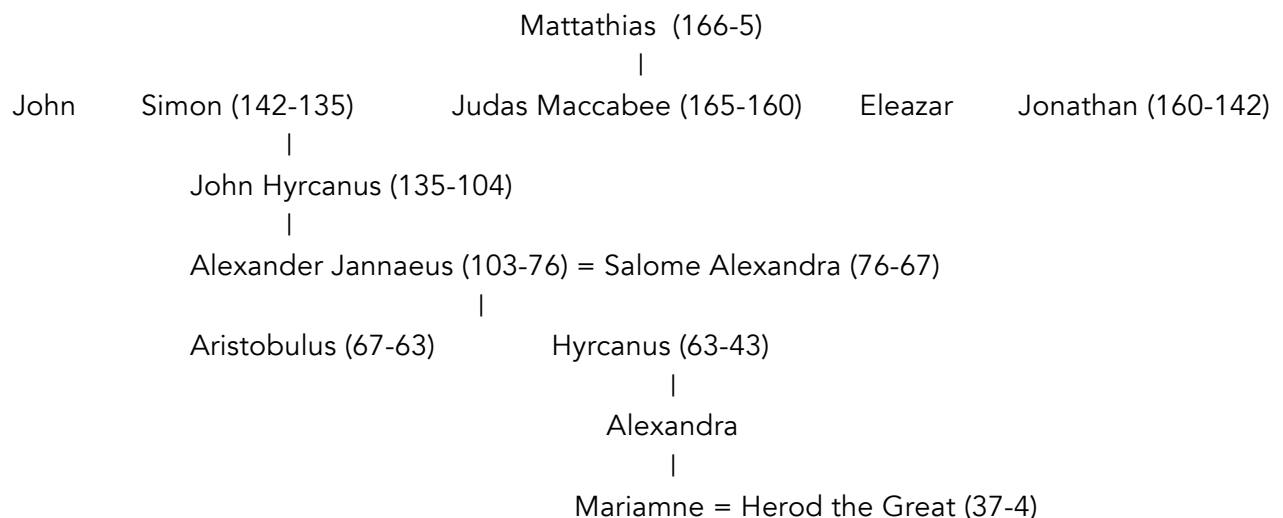 Mattathias (166-5)
|
John Simon (142-135) Judas Maccabee (165-160) Eleazar Jonathan (160-142)
|
John Hyrcanus (135-104)
|
Alexander Jannaeus (103-76) = Salome Alexandra (76-67)
|
Aristobulus (67-63) Hyrcanus (63-43)
|
Alexandra
|
Mariamne = Herod the Great (37-4)